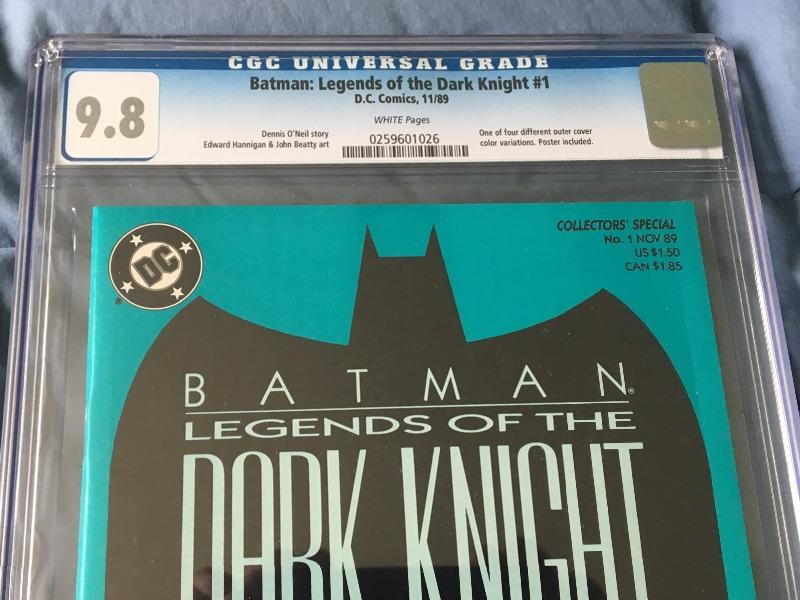 CGC UNIVERSAL GRADE
9.8
Batman: Legends of the Dark Knight #1
D.C. Comics, 11/89
WHITE Pages
Dennis O'Neil story
Edward Hannigan & John Beatty art
0259601026
One of four different outer cover
color variations. Poster included.
DC
®
COLLECTORS' SPECIAL
No. 1 NOV 89
US $1.50
CAN $1.85
BATMAN®
LEGENDS OF THE
DARK KNIGHT